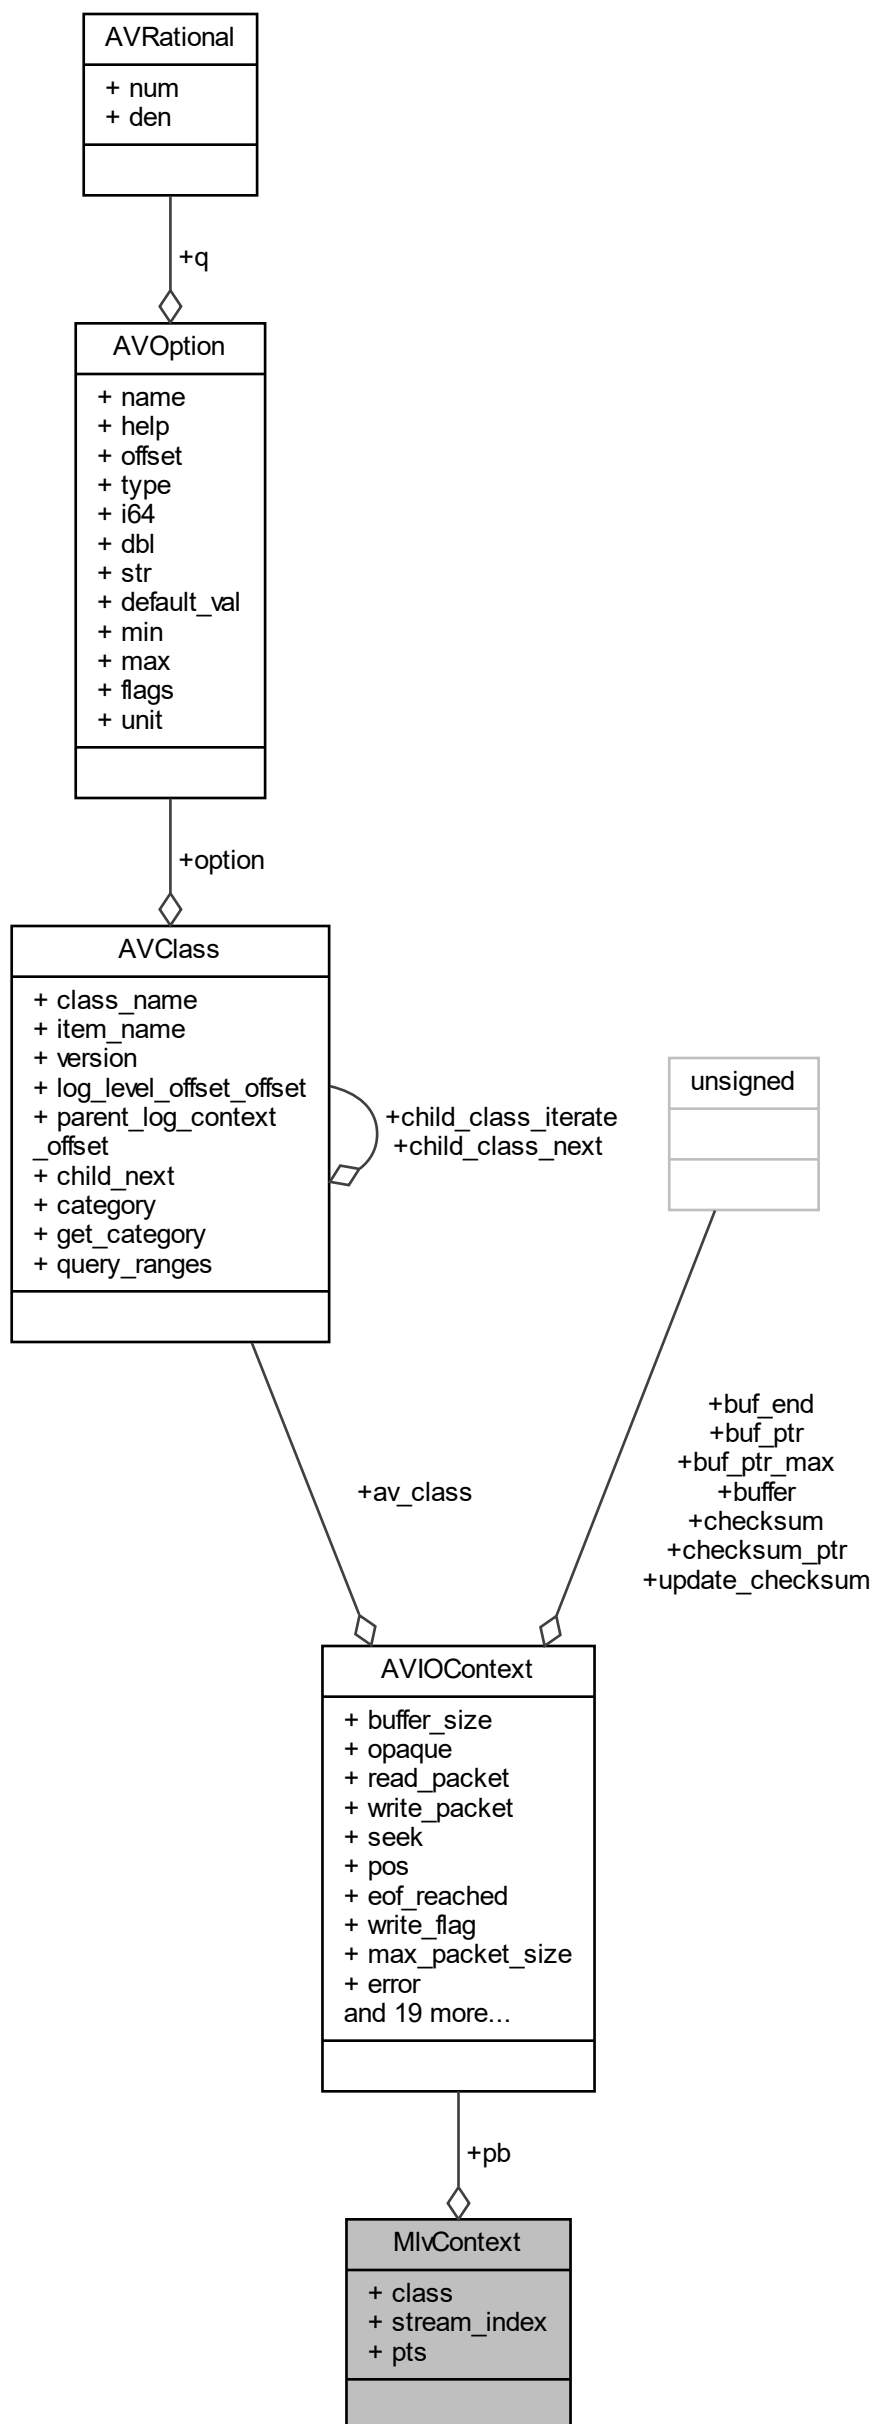 AVRational
+ num
+ den
+q
AVOption
+ name
+ help
+ offset
+ type
+ i64
+ dbl
+ str
+ default_val
+ min
+ max
+ flags
+ unit
+option
AVClass
+ class_name
+ item_name
+ version
+ log_level_offset_offset
+ parent_log_context
_offset
+ child_next
+ category
+ get_category
+ query_ranges
+child_class_iterate
+child_class_next
unsigned
+av_class
+buf_end
+buf_ptr
+buf_ptr_max
+buffer
+checksum
+checksum_ptr
+update_checksum
AVIOContext
+ buffer_size
+ opaque
+ read_packet
+ write_packet
+ seek
+ pos
+ eof_reached
+ write_flag
+ max_packet_size
+ error
and 19 more...
+pb
MlvContext
+ class
+ stream_index
+ pts